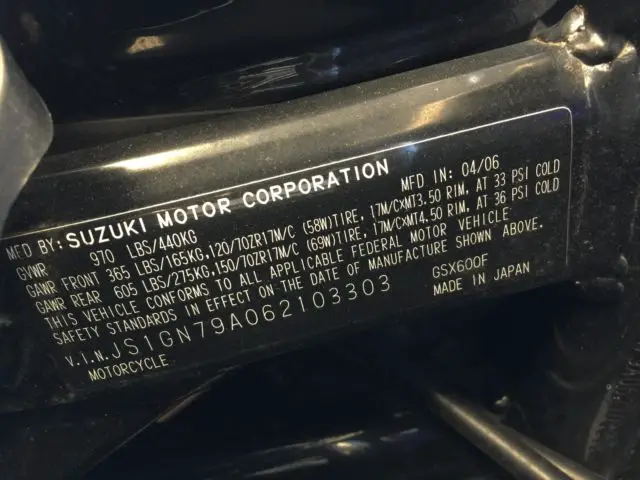 MFD BY: SUZUKI MOTOR CORPORATION MFD IN: 04/06
GVWR 970 LBS/440KG
GAWR FRONT 365 LBS/165KG,120/70ZR17M/C (58W)TIRE, 17M/CXMT3.50 RIM, AT 33 PSI COLD
GAWR REAR 605 LBS/275KG,150/70ZR17M/C (69W)TIRE, 17M/CXMT4.50 RIM, AT 36 PSI COLD
THIS VEHICLE CONFORMS TO ALL APPLICABLE FEDERAL MOTOR VEHICLE
SAFETY STANDARDS IN EFFECT ON THE DATE OF MANUFACTURE SHOWN ABOVE.
V.I.N. JS1GN79A062103303 GSX600F
MOTORCYCLE MADE IN JAPAN